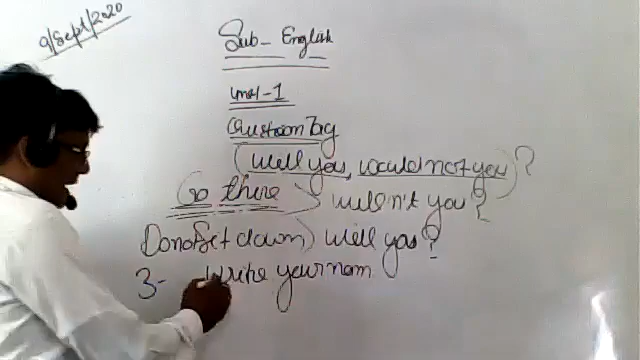 9/Sept/2020
Sub- English
Unit-1
Question Tag
(will you, would not you)?
Go there) will n't you?
Donot Set down) will you?
3- write your nam